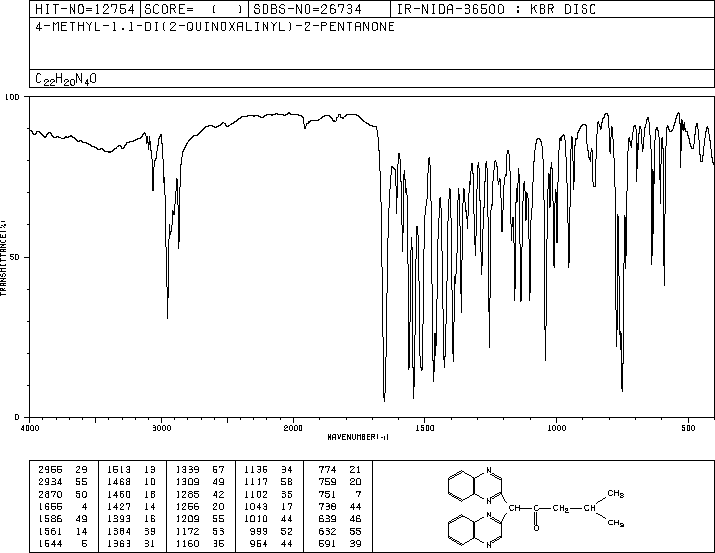 HIT-NO=12754 SCORE= ( ) SDBS-NO=26734 IR-NIDA-36500 : KBR DISC
4-METHYL-1,1-DI(2-QUINOXALINYL)-2-PENTANONE
C22H20N4O
100
50
0
TRANSMITTANCE(%)
4000 3000 2000 1500 1000 500
WAVENUMBER(-1)
2956 29 1513 13 1339 57 1136 34 774 21
2934 55 1468 10 1309 49 1117 58 759 20
2870 50 1460 16 1285 42 1102 35 751 7
1656 4 1427 14 1256 20 1043 17 738 44
1586 49 1393 16 1209 55 1010 44 639 46
1561 14 1384 39 1172 53 999 52 632 55
1544 6 1363 31 1160 35 954 44 591 39
N
N
N
N
CH C CH2 CH CH3
O
CH3